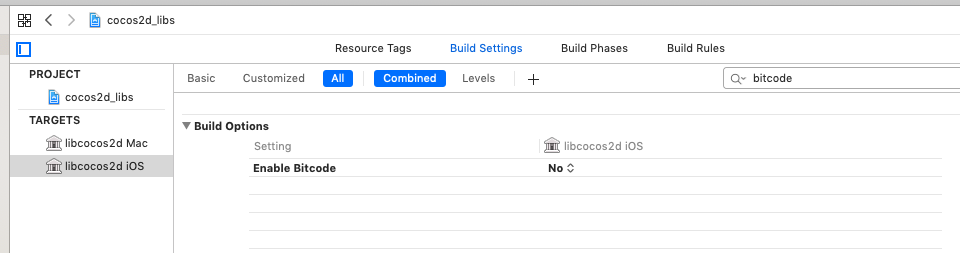 cocos2d_libs
Resource Tags Build Settings Build Phases Build Rules
PROJECT
cocos2d_libs
TARGETS
libcocos2d Mac
libcocos2d iOS
Basic Customized All Combined Levels + bitcode
Build Options
Setting libcocos2d iOS
Enable Bitcode No